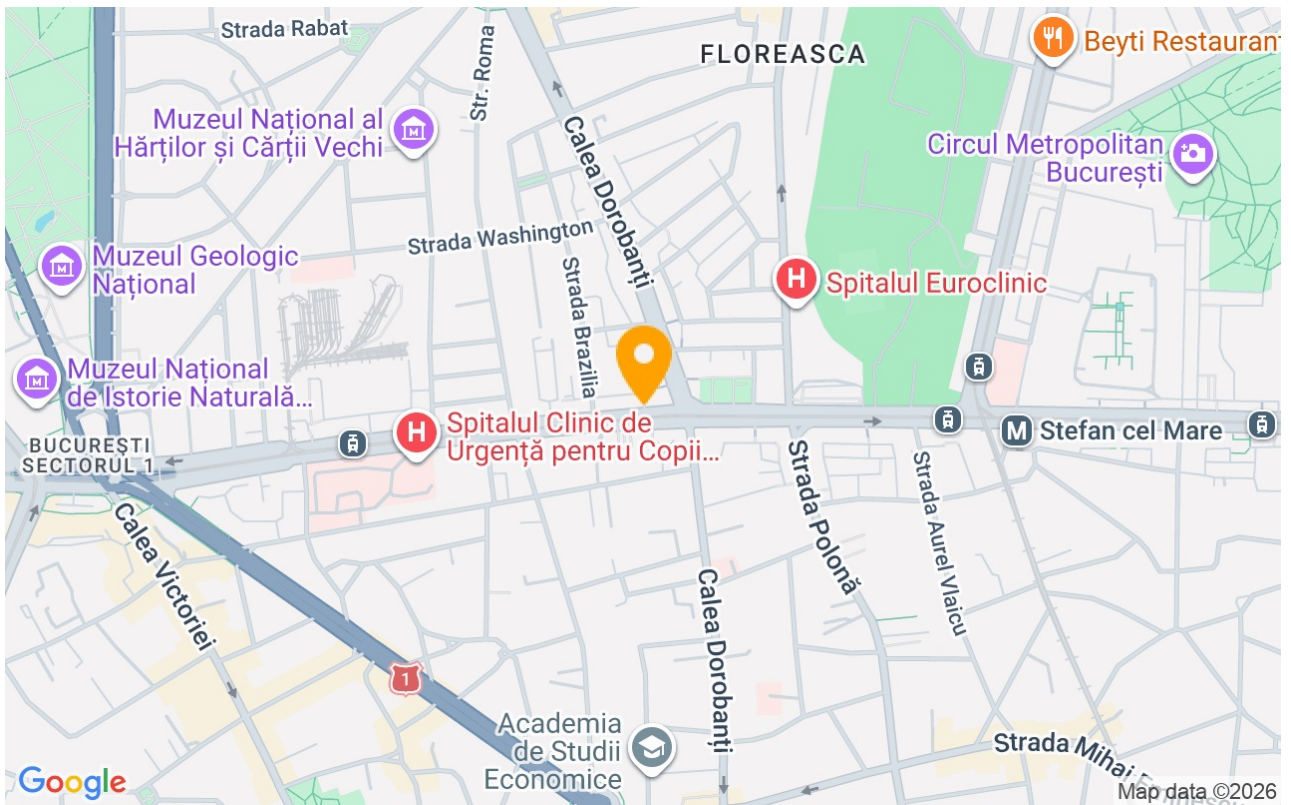 Strada Rabat
Str. Roma
FLOREASCA
Beyti Restaurant
Muzeul Național al
Hărților și Cărții Vechi
Calea Dorobanți
Circul Metropolitan
București
Strada Washington
Muzeul Geologic
Național
Strada Brazilia
H
Spitalul Euroclinic
Muzeul Național
de Istorie Naturală...
H
Spitalul Clinic de
Urgență pentru Copii...
M
Stefan cel Mare
BUCUREȘTI
SECTORUL 1
Calea Victoriei
Strada Polonă
Strada Aurel Vlaicu
Calea Dorobanți
1
Academia
de Studii
Economice
Strada Mihai
Google
Map data ©2026